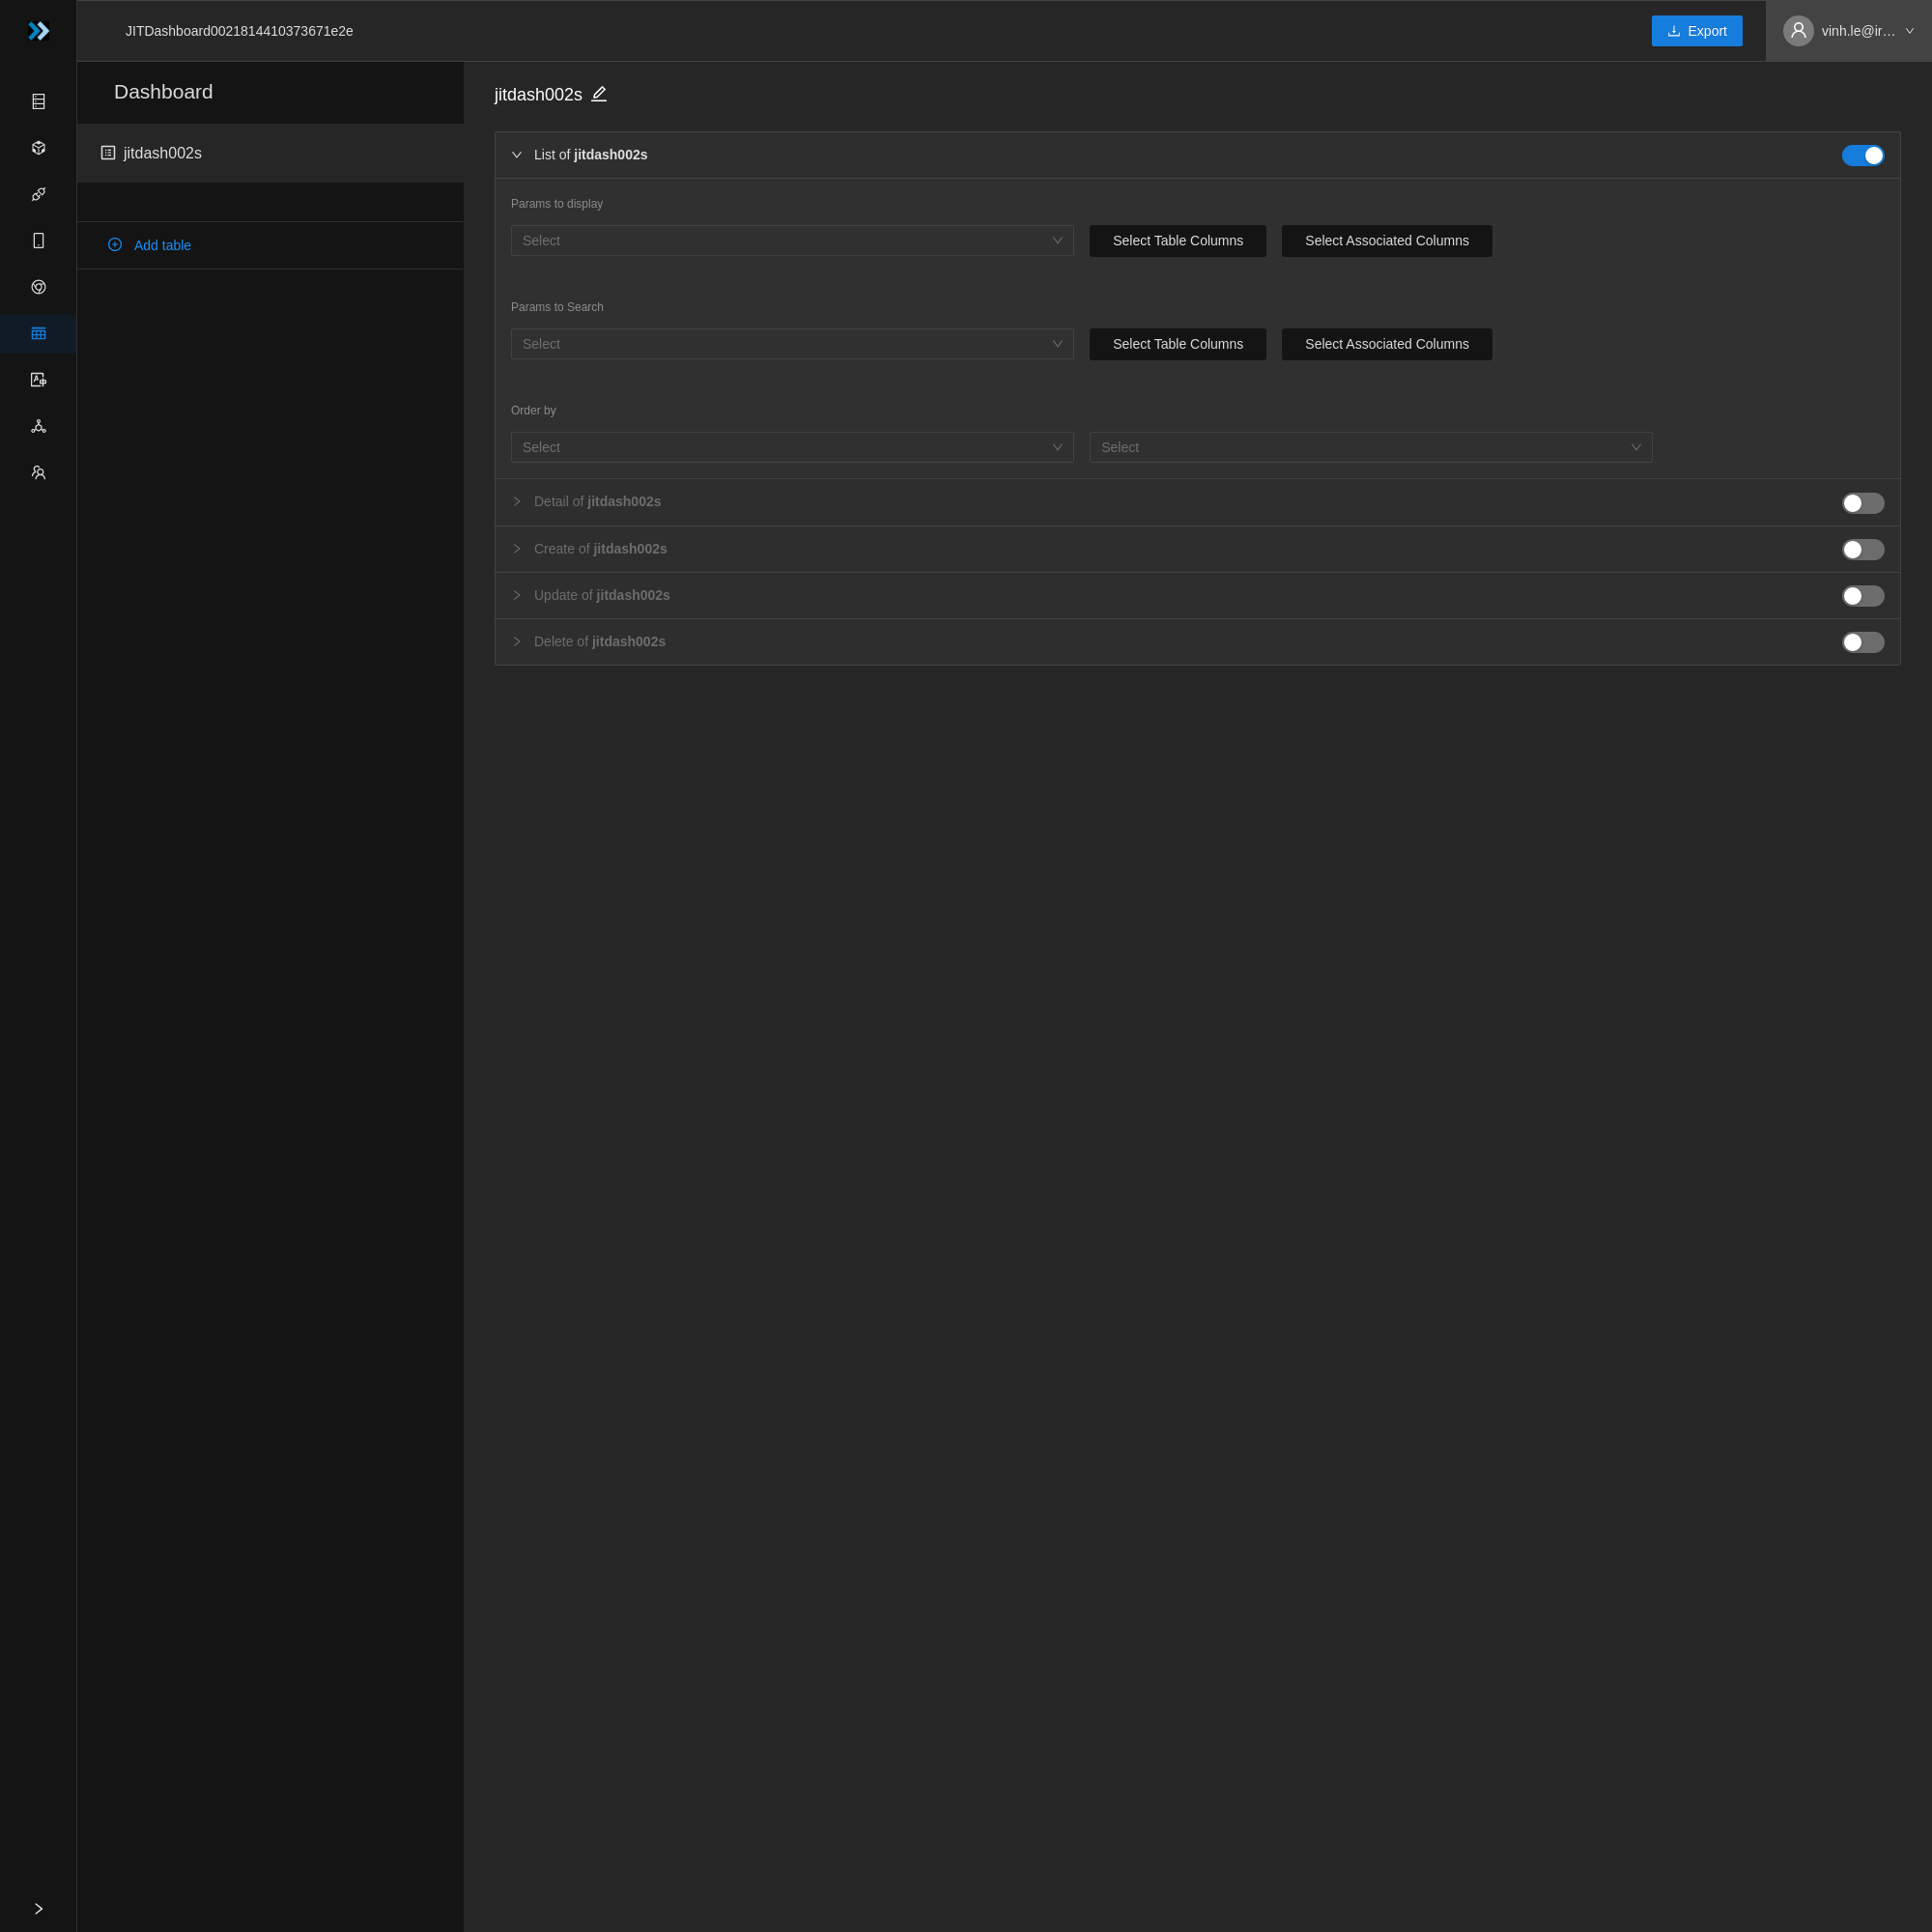 JITDashboard0021814410373671e2e
Export
vinh.le@ir…
Dashboard
jitdash002s
Add table
jitdash002s
List of jitdash002s
Params to display
Select
Select Table Columns
Select Associated Columns
Params to Search
Select
Select Table Columns
Select Associated Columns
Order by
Select
Select
Detail of jitdash002s
Create of jitdash002s
Update of jitdash002s
Delete of jitdash002s